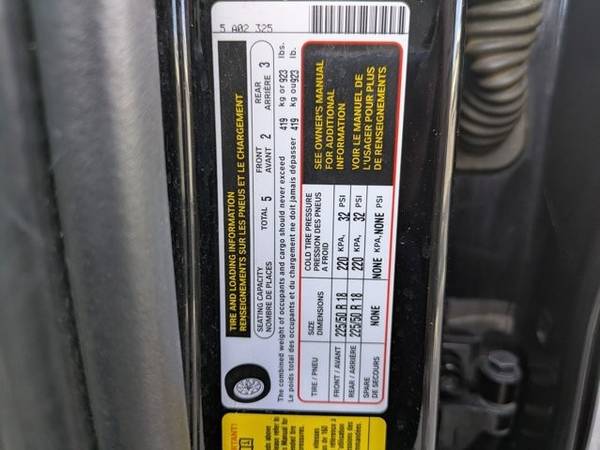 5 A02 325
TIRE AND LOADING INFORMATION
RENSEIGNEMENTS SUR LES PNEUS ET LE CHARGEMENT
SEATING CAPACITY
NOMBRE DE PLACES
TOTAL 5
FRONT
AVANT 2
REAR
ARRIÈRE 3
The combined weight of occupants and cargo should never exceed 419 kg or 923 lbs.
Le poids total des occupants et du chargement ne doit jamais dépasser 419 kg ou 923 lb.
TIRE / PNEU
SIZE
DIMENSIONS
COLD TIRE PRESSURE
PRESSION DES PNEUS
A FROID
FRONT / AVANT 225/50 R 18 220 KPA, 32 PSI
REAR / ARRIÈRE 225/50 R 18 220 KPA, 32 PSI
SPARE
DE SECOURS
NONE NONE KPA, NONE PSI
SEE OWNER'S MANUAL
FOR ADDITIONAL
INFORMATION
VOIR LE MANUEL DE
L'USAGER POUR PLUS
DE RENSEIGNEMENTS